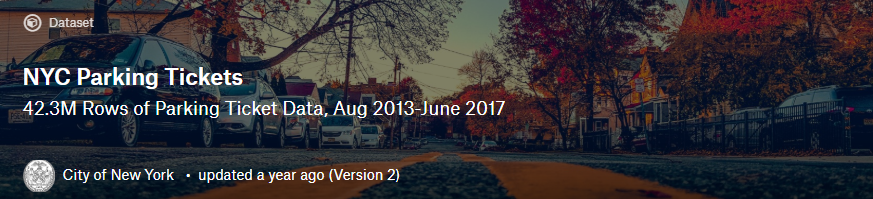 Dataset
NYC Parking Tickets
42.3M Rows of Parking Ticket Data, Aug 2013-June 2017
City of New York • updated a year ago (Version 2)